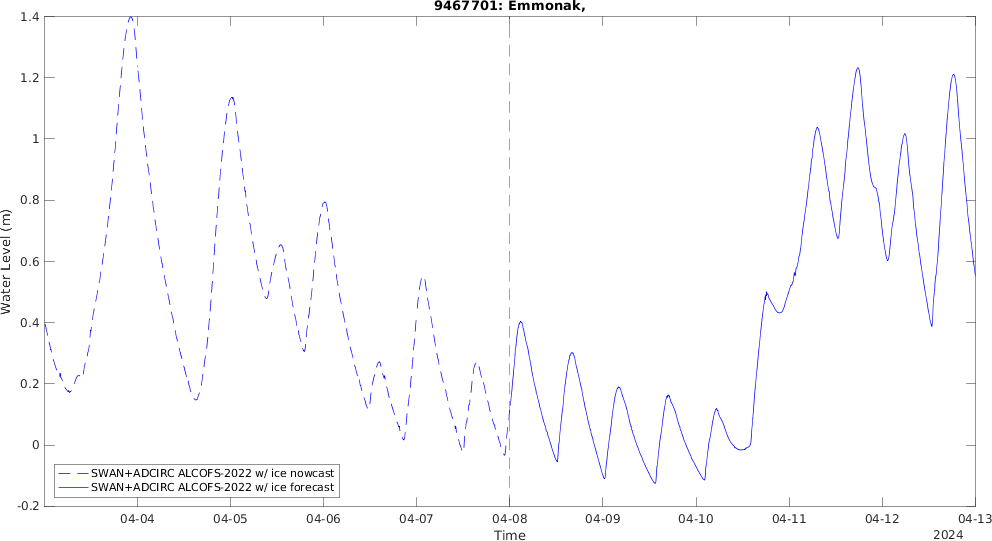 9467701: Emmonak,
Water Level (m)
1.4
1.2
1
0.8
0.6
0.4
0.2
0
-0.2
SWAN+ADCIRC ALCOFS-2022 w/ ice nowcast
SWAN+ADCIRC ALCOFS-2022 w/ ice forecast
04-04 04-05 04-06 04-07 04-08 04-09 04-10 04-11 04-12 04-13
Time
2024